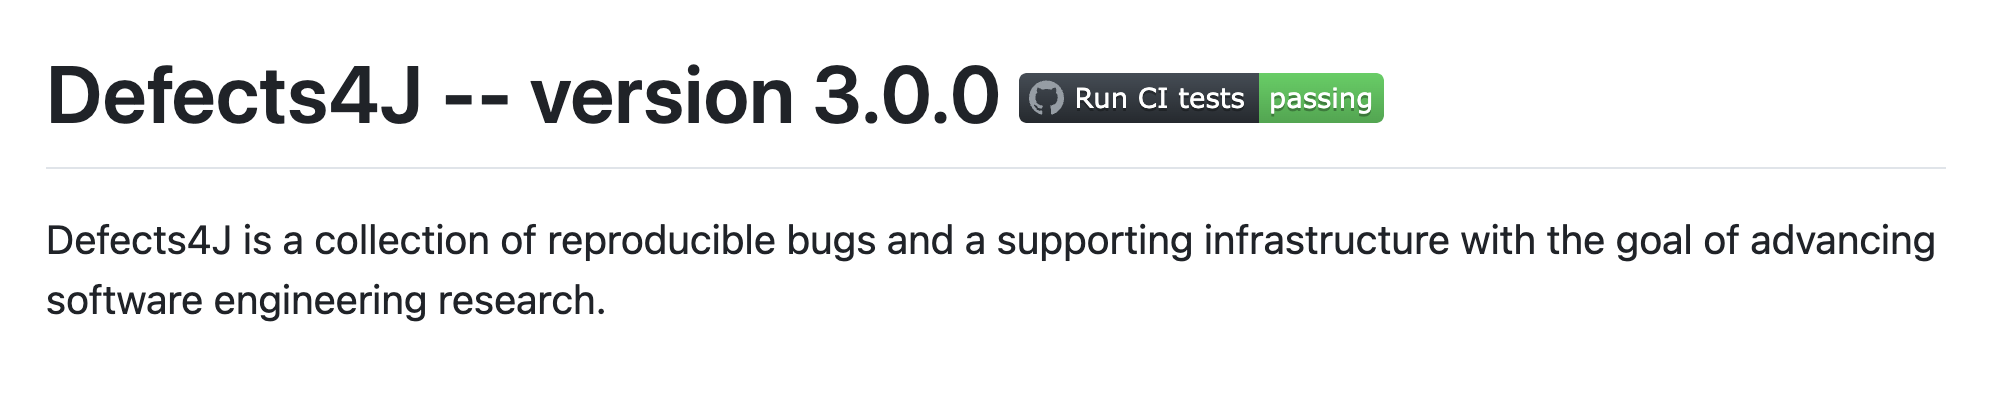 Defects4J -- version 3.0.0 Run CI tests passing
Defects4J is a collection of reproducible bugs and a supporting infrastructure with the goal of advancing
software engineering research.